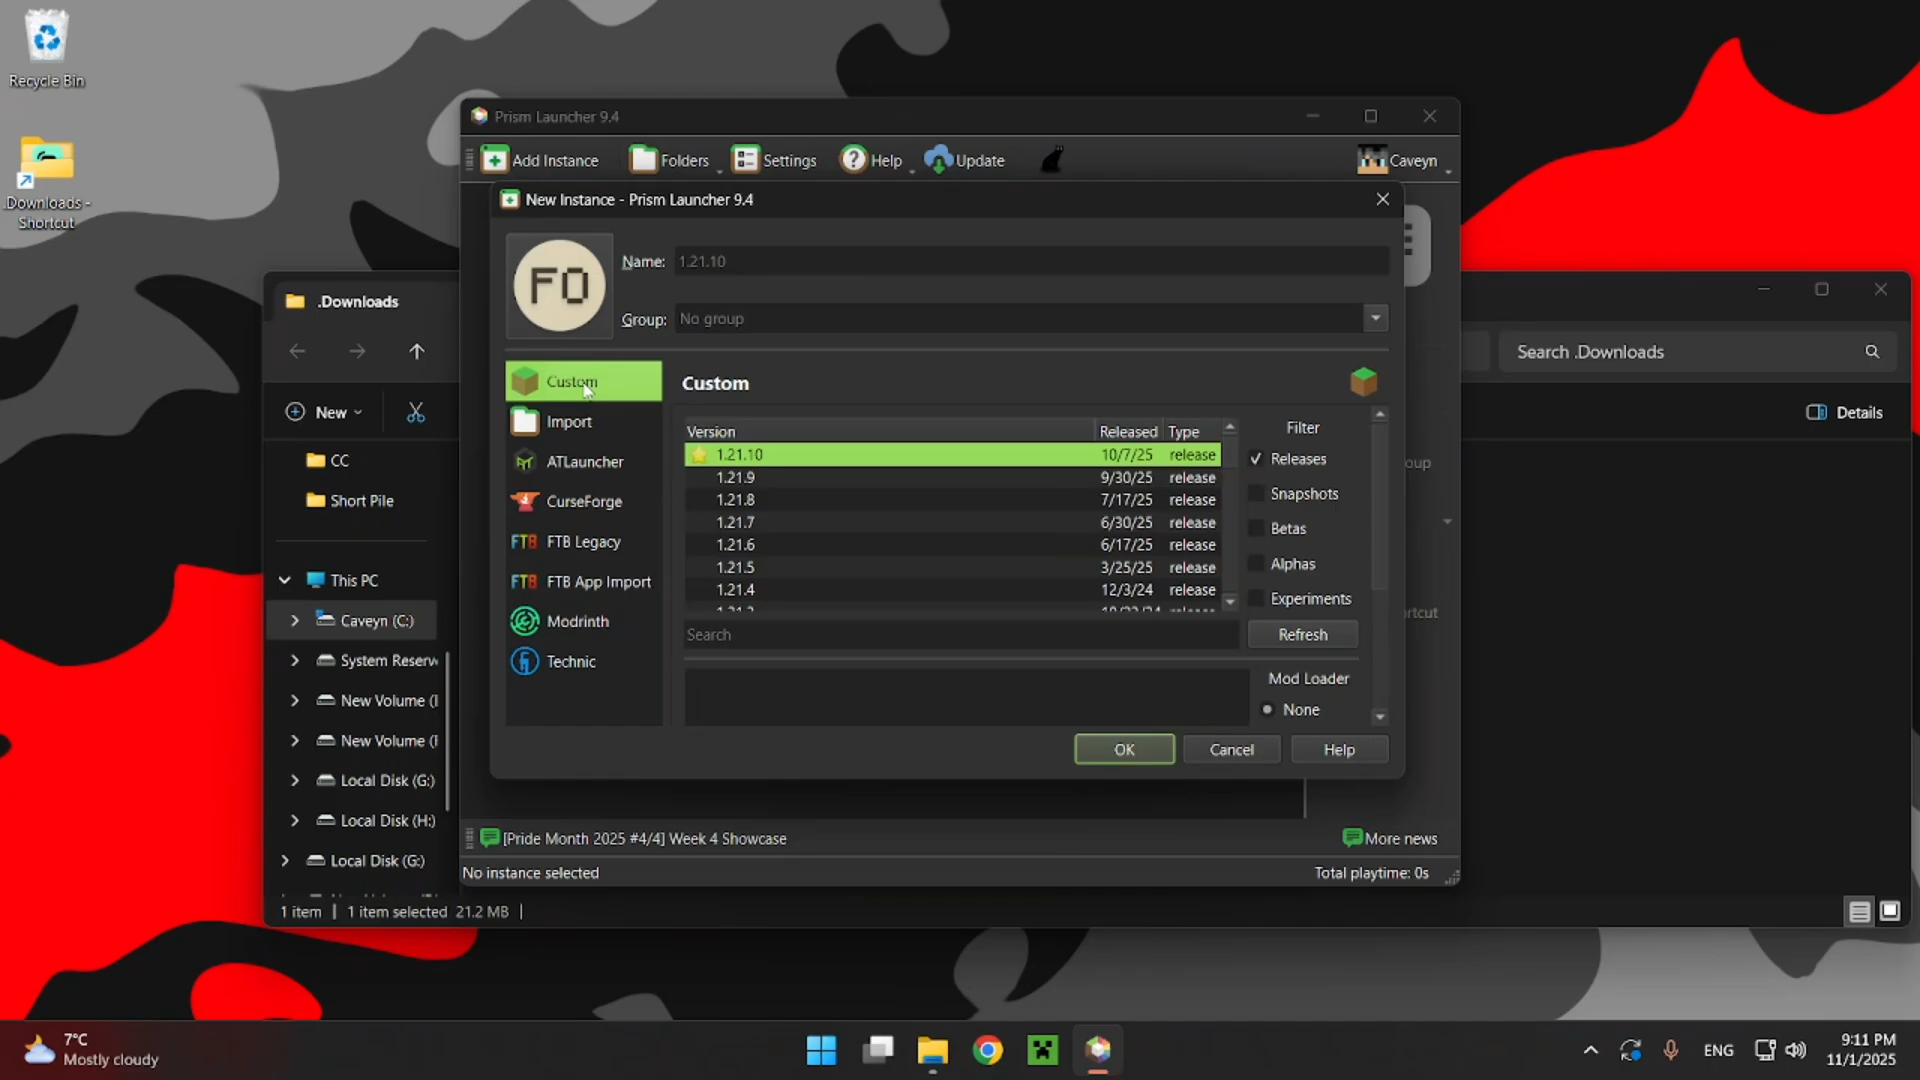 Recycle Bin
.Downloads -
Shortcut
Prism Launcher 9.4
Add Instance
Folders
Settings
Help
Update
Caveyn
New Instance - Prism Launcher 9.4
FO
Name:
1.21.10
Group:
No group
.Downloads
Search .Downloads
New
Details
Custom
Import
ATLauncher
CurseForge
FTB Legacy
FTB App Import
Modrinth
Technic
Custom
Version Released Type
1.21.10 10/7/25 release
1.21.9 9/30/25 release
1.21.8 7/17/25 release
1.21.7 6/30/25 release
1.21.6 6/17/25 release
1.21.5 3/25/25 release
1.21.4 12/3/24 release
Search
Filter
Releases
Snapshots
Betas
Alphas
Experiments
Refresh
Mod Loader
None
OK
Cancel
Help
CC
Short Pile
This PC
Caveyn (C:)
System Reserv
New Volume (
New Volume (
Local Disk (G:)
Local Disk (H:)
Local Disk (G:)
1 item
1 item selected 21.2 MB
[Pride Month 2025 #4/4] Week 4 Showcase
More news
No instance selected
Total playtime: 0s
7°C
Mostly cloudy
ENG
9:11 PM
11/1/2025